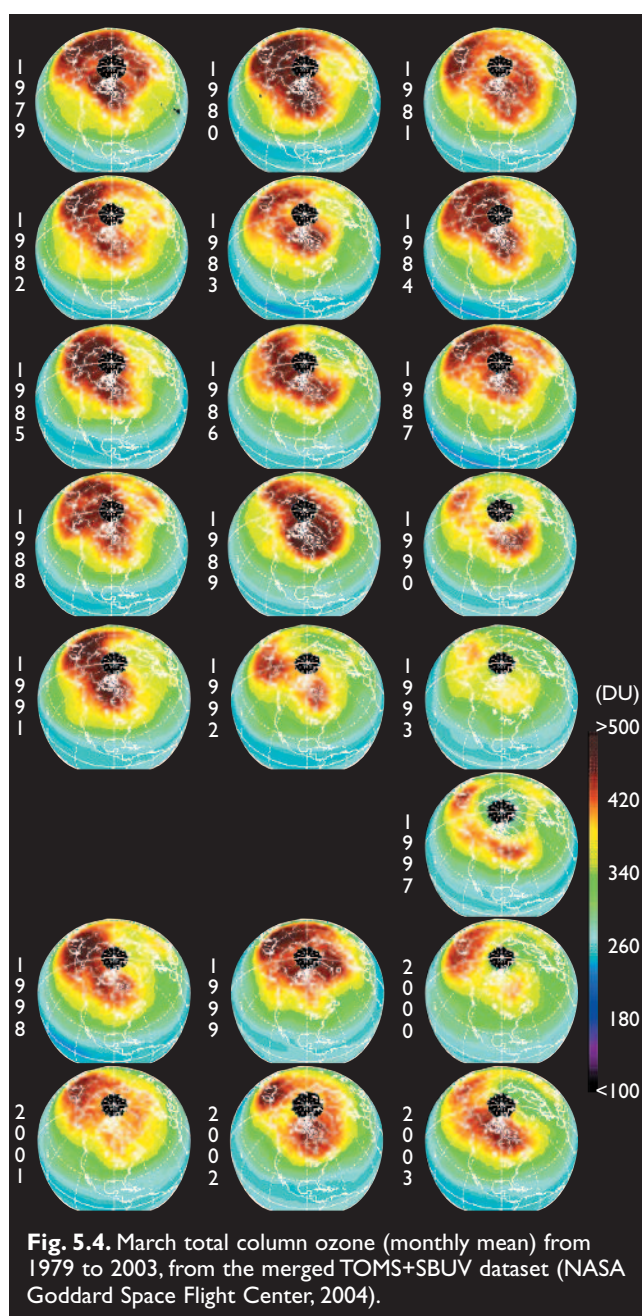 1979 1980 1981
1982 1983 1984
1985 1986 1987
1988 1989 1990
1991 1992 1993
(DU)
>500
420
340
260
180
<100
1997
1998 1999 2000
2001 2002 2003
Fig. 5.4. March total column ozone (monthly mean) from
1979 to 2003, from the merged TOMS+SBUV dataset (NASA
Goddard Space Flight Center, 2004).